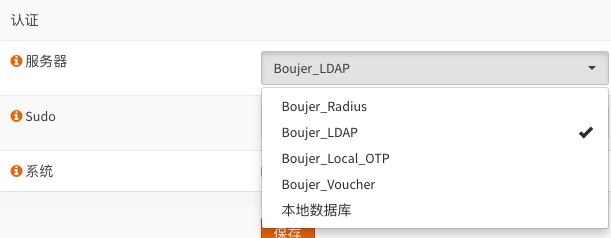 认证
服务器
Boujer_LDAP
Boujer_Radius
Boujer_LDAP
Sudo
Boujer_Local_OTP
系统
Boujer_Voucher
本地数据库
保存